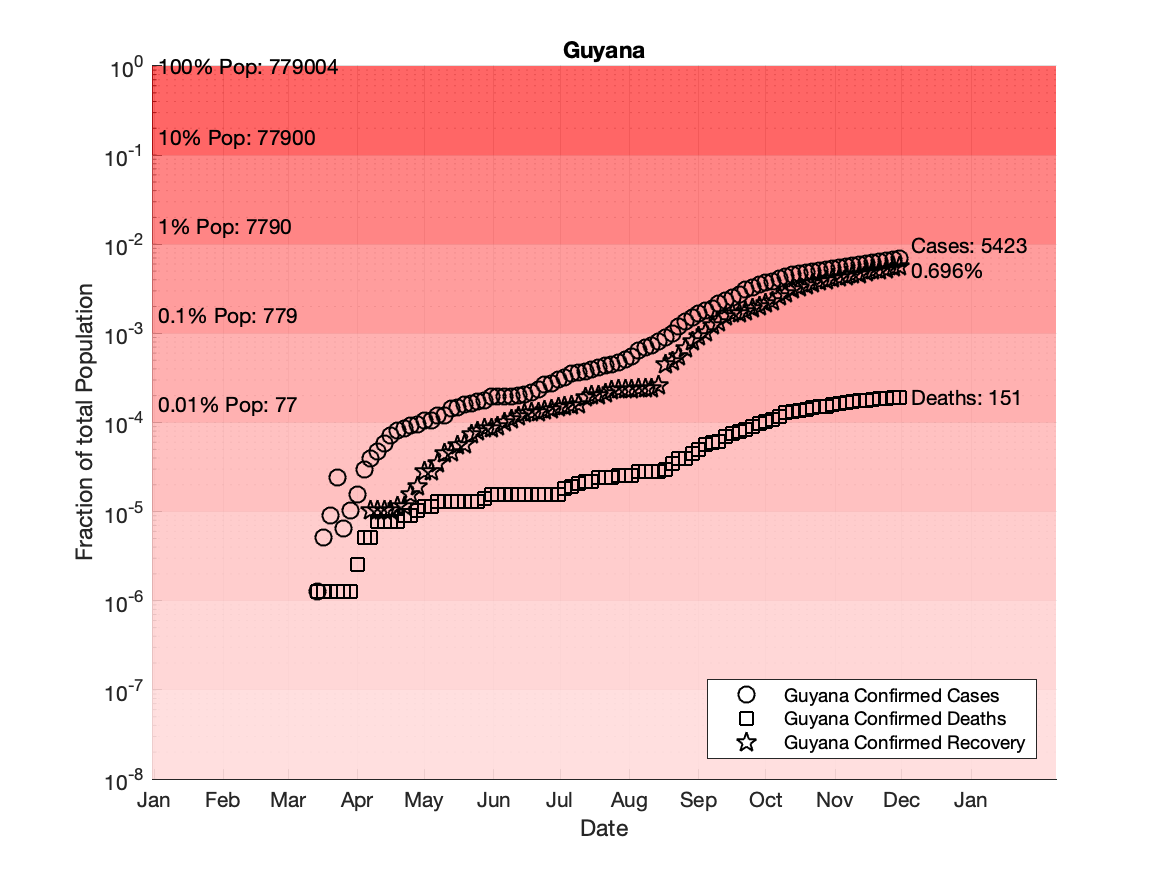 Guyana
10^0
100% Pop: 779004
10% Pop: 77900
10^-1
1% Pop: 7790
10^-2
Cases: 5423
0.696%
0.1% Pop: 779
10^-3
Deaths: 151
0.01% Pop: 77
10^-4
10^-5
10^-6
10^-7
10^-8
Fraction of total Population
Guyana Confirmed Cases
Guyana Confirmed Deaths
Guyana Confirmed Recovery
Jan Feb Mar Apr May Jun Jul Aug Sep Oct Nov Dec Jan
Date